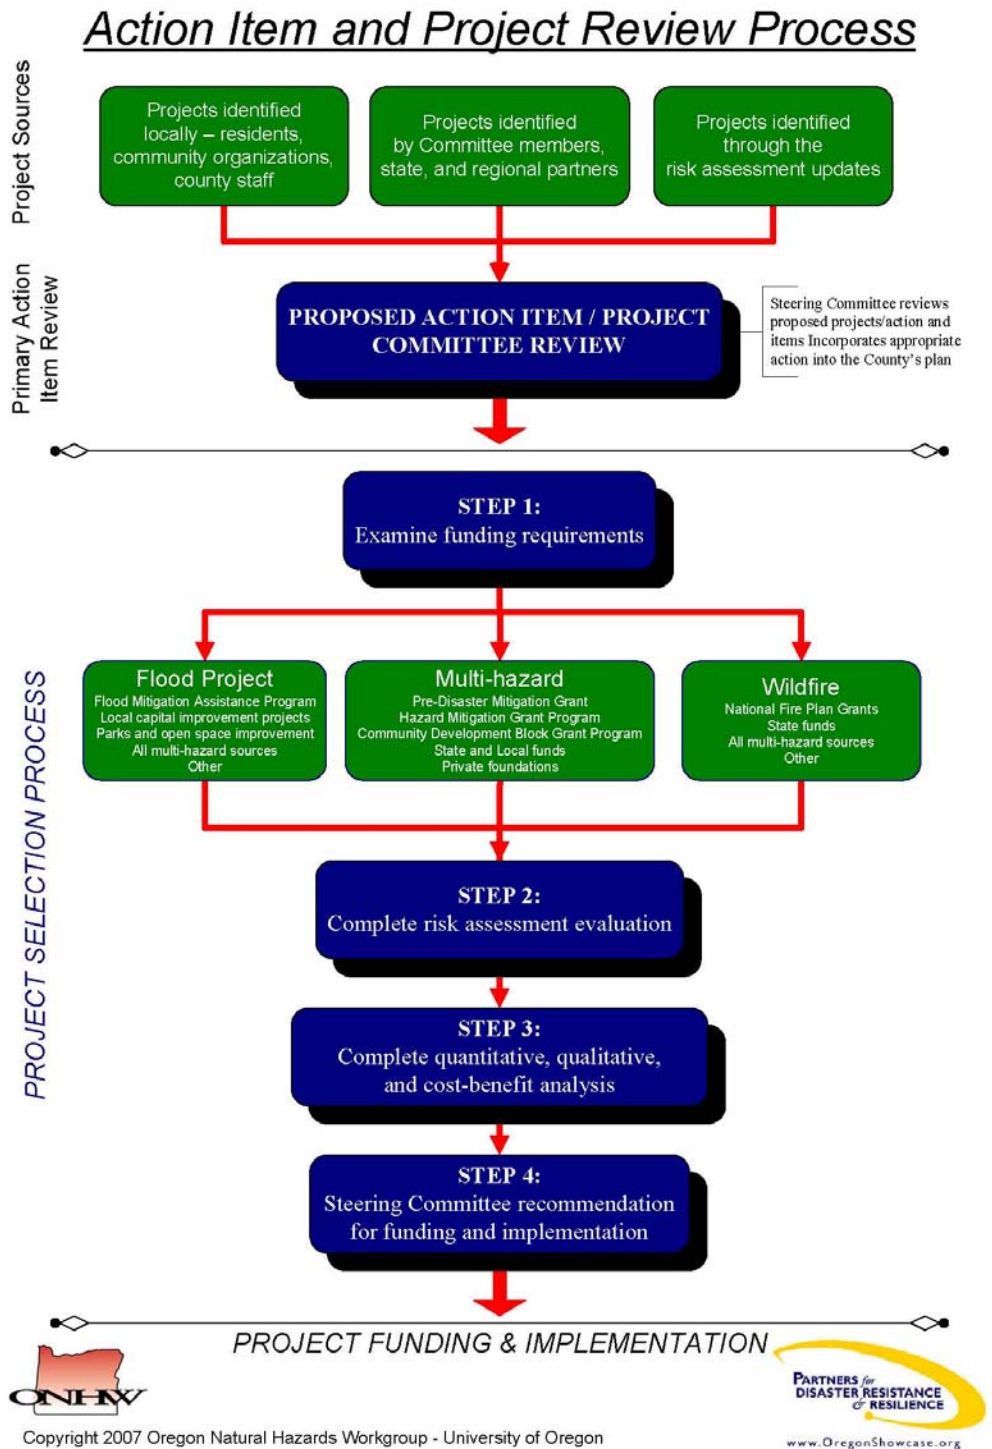 Action Item and Project Review Process
Project Sources
Projects identified
locally – residents,
community organizations,
county staff
Projects identified
by Committee members,
state, and regional partners
Projects identified
through the
risk assessment updates
Primary Action
Item Review
PROPOSED ACTION ITEM / PROJECT
COMMITTEE REVIEW
Steering Committee reviews
proposed projects/action and
items Incorporates appropriate
action into the County's plan
PROJECT SELECTION PROCESS
STEP 1:
Examine funding requirements
Flood Project
Flood Mitigation Assistance Program
Local capital improvement projects
Parks and open space improvement
All multi-hazard sources
Other
Multi-hazard
Pre-Disaster Mitigation Grant
Hazard Mitigation Grant Program
Community Development Block Grant Program
State and Local funds
Private foundations
Wildfire
National Fire Plan Grants
State funds
All multi-hazard sources
Other
STEP 2:
Complete risk assessment evaluation
STEP 3:
Complete quantitative, qualitative,
and cost-benefit analysis
STEP 4:
Steering Committee recommendation
for funding and implementation
PROJECT FUNDING & IMPLEMENTATION
ONHW
PARTNERS for
DISASTER RESISTANCE
& RESILIENCE
www.OregonShowcase.org
Copyright 2007 Oregon Natural Hazards Workgroup - University of Oregon